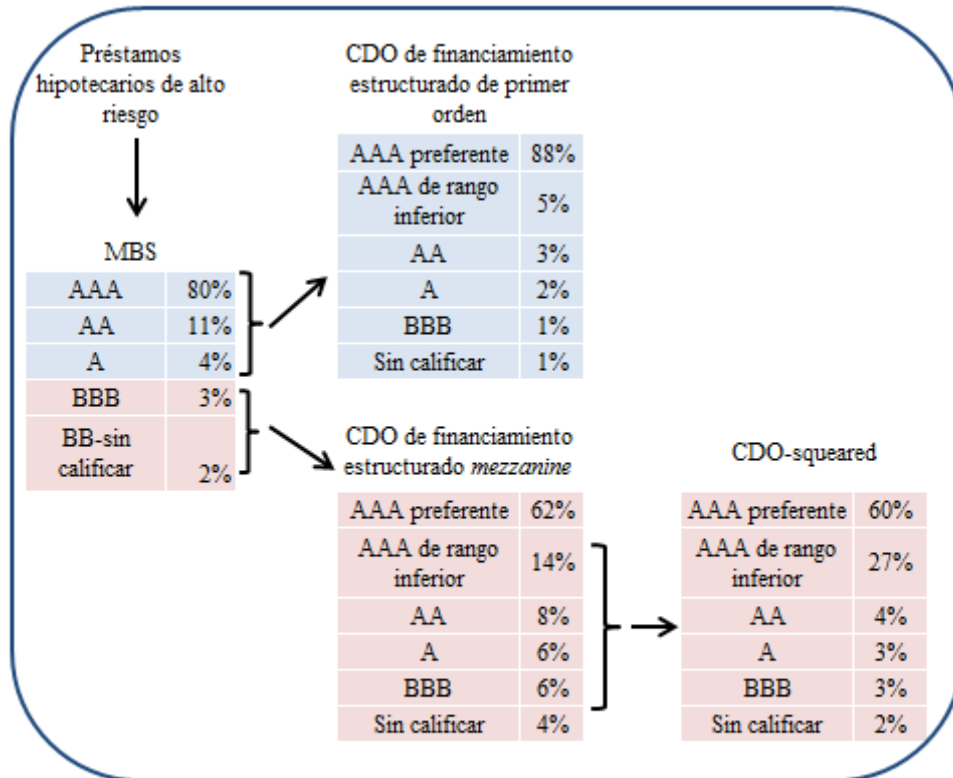 Préstamos
hipotecarios de alto
riesgo
MBS
AAA 80%
AA 11%
A 4%
BBB 3%
BB-sin
calificar 2%
CDO de financiamiento
estructurado de primer
orden
AAA preferente 88%
AAA de rango
inferior 5%
AA 3%
A 2%
BBB 1%
Sin calificar 1%
CDO de financiamiento
estructurado mezzanine
AAA preferente 62%
AAA de rango
inferior 14%
AA 8%
A 6%
BBB 6%
Sin calificar 4%
CDO-squeared
AAA preferente 60%
AAA de rango
inferior 27%
AA 4%
A 3%
BBB 3%
Sin calificar 2%